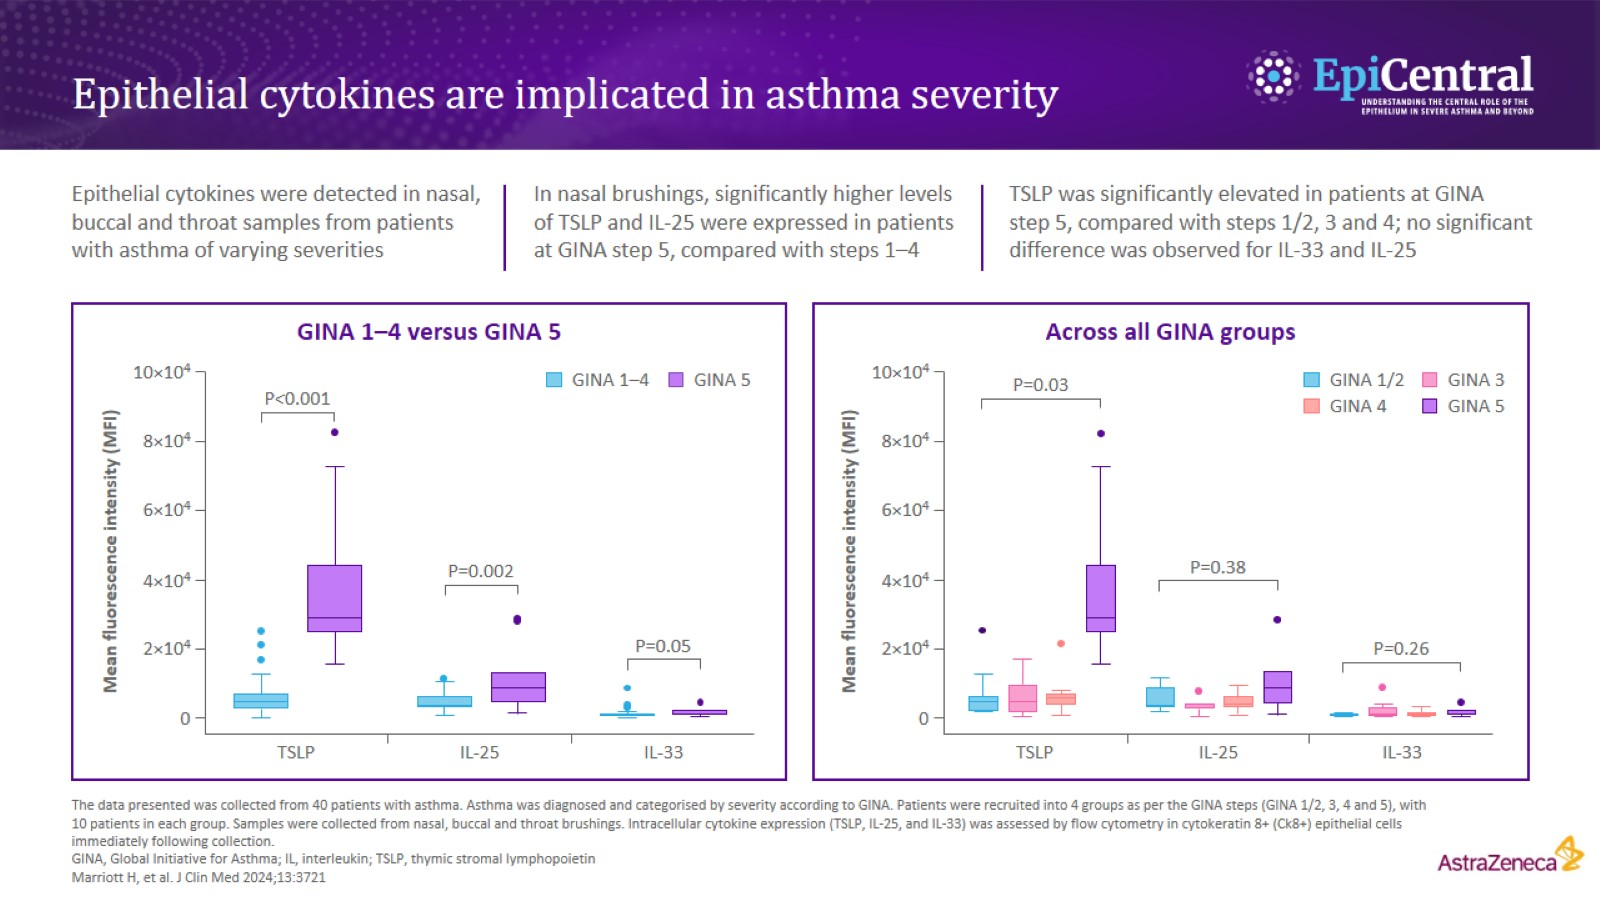 Epithelial cytokines are implicated in asthma severity
EpiCentral
UNDERSTANDING THE CENTRAL ROLE OF THE
EPITHELIUM IN SEVERE ASTHMA AND BEYOND
Epithelial cytokines were detected in nasal,
buccal and throat samples from patients
with asthma of varying severities
In nasal brushings, significantly higher levels
of TSLP and IL-25 were expressed in patients
at GINA step 5, compared with steps 1–4
TSLP was significantly elevated in patients at GINA
step 5, compared with steps 1/2, 3 and 4; no significant
difference was observed for IL-33 and IL-25
GINA 1–4 versus GINA 5
Mean fluorescence intensity (MFI)
10×10⁴
8×10⁴
6×10⁴
4×10⁴
2×10⁴
0
GINA 1–4
GINA 5
P<0.001
P=0.002
P=0.05
TSLP
IL-25
IL-33
Across all GINA groups
Mean fluorescence intensity (MFI)
10×10⁴
8×10⁴
6×10⁴
4×10⁴
2×10⁴
0
GINA 1/2
GINA 3
GINA 4
GINA 5
P=0.03
P=0.38
P=0.26
TSLP
IL-25
IL-33
The data presented was collected from 40 patients with asthma. Asthma was diagnosed and categorised by severity according to GINA. Patients were recruited into 4 groups as per the GINA steps (GINA 1/2, 3, 4 and 5), with
10 patients in each group. Samples were collected from nasal, buccal and throat brushings. Intracellular cytokine expression (TSLP, IL-25, and IL-33) was assessed by flow cytometry in cytokeratin 8+ (Ck8+) epithelial cells
immediately following collection.
GINA, Global Initiative for Asthma; IL, interleukin; TSLP, thymic stromal lymphopoietin
Marriott H, et al. J Clin Med 2024;13:3721
AstraZeneca